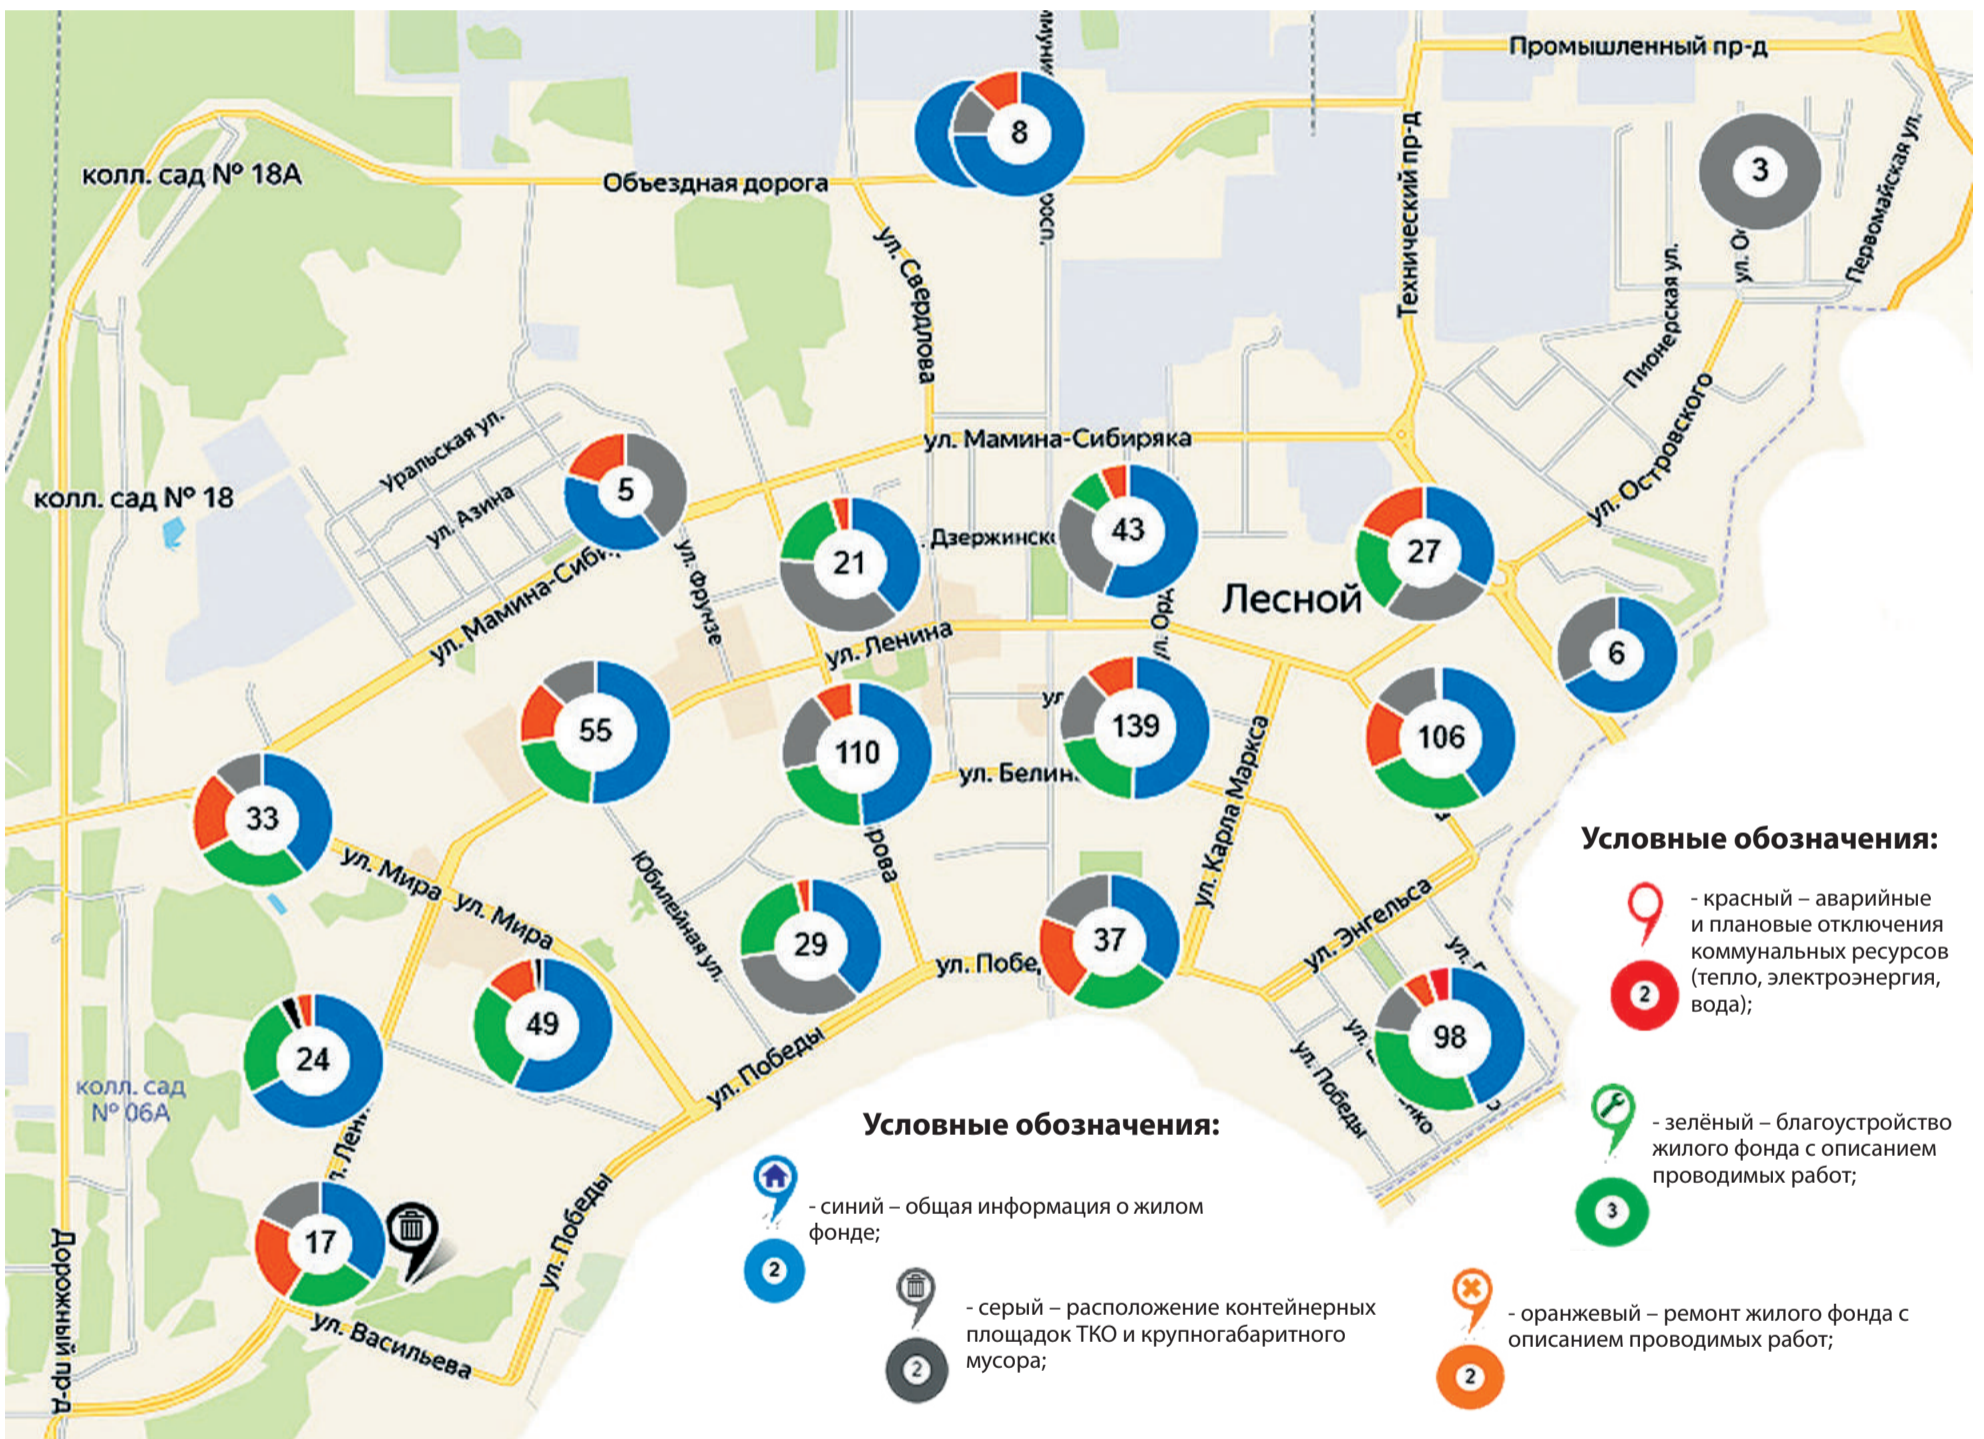 Промышленный пр-д
8
3
колл. сад № 18А
Объездная дорога
Технический пр-д
Первомайская ул.
ул. Свердлова
Пионерская ул.
ул. Мамина-Сибиряка
ул. Островского
Уральская ул.
колл. сад № 18
ул. Азина
5
21
43
27
ул. Фрунзе
Лесной
ул. Мамина-Сиби
ул. Ленина
6
55
110
139
106
33
ул. Карла Маркса
ул. Мира
ул. Мира
Юбилейная ул.
29
37
ул. Энгельса
ул. Победы
49
98
24
колл. сад
№ 06А
ул. Победы
17
ул. Победы
ул. Васильева
Дорожный пр-д
Условные обозначения:
- красный – аварийные
и плановые отключения
коммунальных ресурсов
(тепло, электроэнергия,
вода);
2
- зелёный – благоустройство
жилого фонда с описанием
проводимых работ;
3
Условные обозначения:
- синий – общая информация о жилом
фонде;
2
- серый – расположение контейнерных
площадок ТКО и крупногабаритного
мусора;
2
- оранжевый – ремонт жилого фонда с
описанием проводимых работ;
2